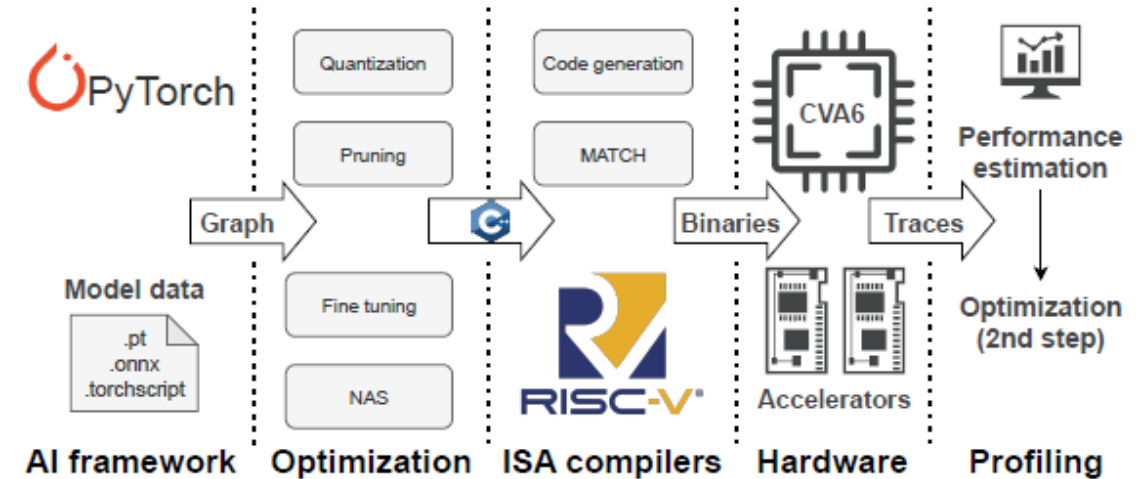 PyTorch
Model data
.pt
.onnx
.torchscript
AI framework
Graph
Quantization
Pruning
Fine tuning
NAS
Optimization
C++
Code generation
MATCH
RISC-V®
ISA compilers
Binaries
CVA6
Accelerators
Hardware
Traces
Performance
estimation
Optimization
(2nd step)
Profiling